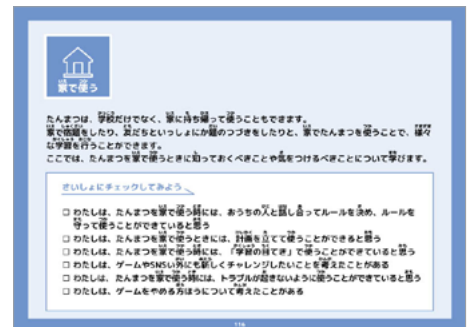 家で使う
たんまつは、学校だけでなく、家に持ち帰って使うこともできます。
家で宿題をしたり、友だちといっしょにか題のつづきをしたりと、家でたんまつを使うことで、様々
な学習を行うことができます。
ここでは、たんまつを家で使うときに知っておくべきことや気をつけるべきことについて学びます。
さいしょにチェックしてみよう
□ わたしは、たんまつを家で使う時には、おうちの人と話し合ってルールを決め、ルールを
守って使うことができていると思う
□ わたしは、たんまつを家で使うときには、計画を立てて使うことができると思う
□ わたしは、たんまつを家で使う時には、「学習の目てき」で使うことができていると思う
□ わたしは、ゲームやSNSい外にも新しくチャレンジしたいことを考えたことがある
□ わたしは、たんまつを家で使う時には、トラブルが起きないように使うことができていると思う
□ わたしは、ゲームをやめる方ほうについて考えたことがある